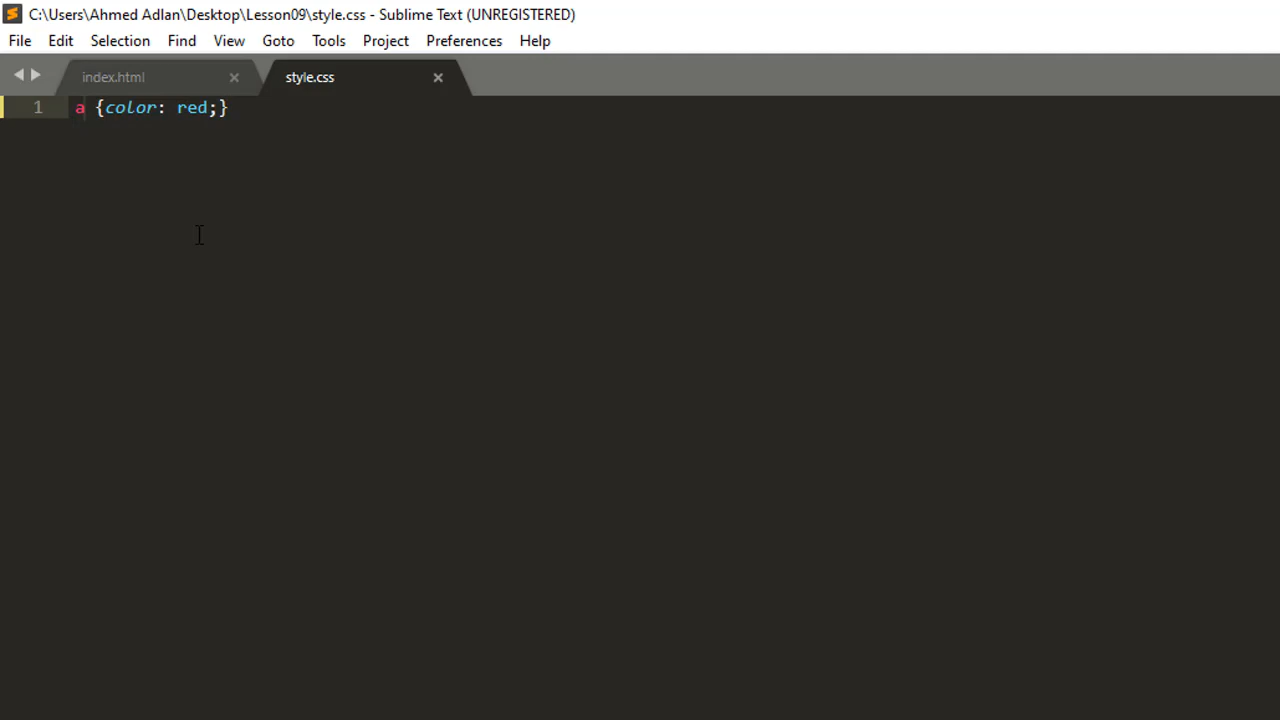 C:\Users\Ahmed Adlan\Desktop\Lesson09\style.css - Sublime Text (UNREGISTERED)
File Edit Selection Find View Goto Tools Project Preferences Help
index.html style.css
1 a {color: red;}